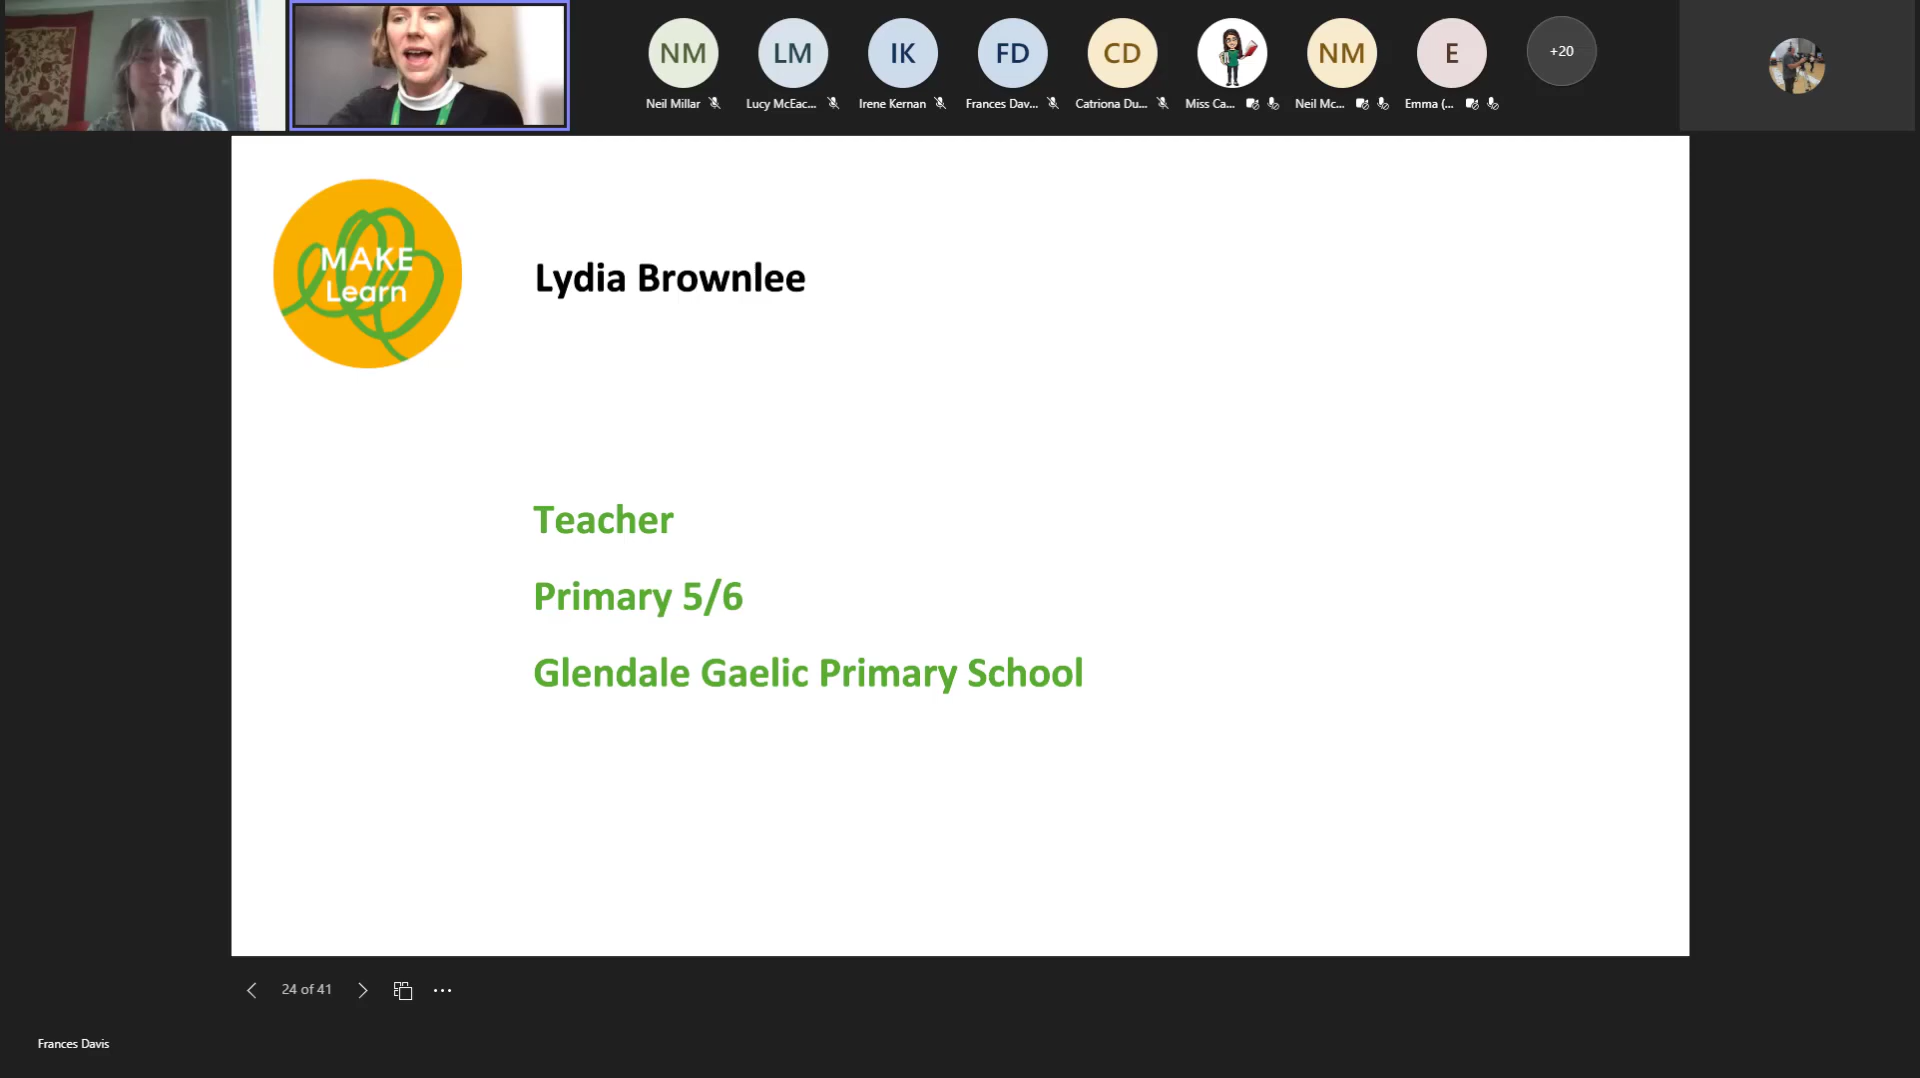 NM
LM
IK
FD
CD
NM
E
+20
Neil Millar
Lucy McEac...
Irene Kernan
Frances Dav...
Catriona Du...
Miss Ca...
Neil Mc...
Emma (...
MAKE
Learn
Lydia Brownlee
Teacher
Primary 5/6
Glendale Gaelic Primary School
24 of 41
Frances Davis